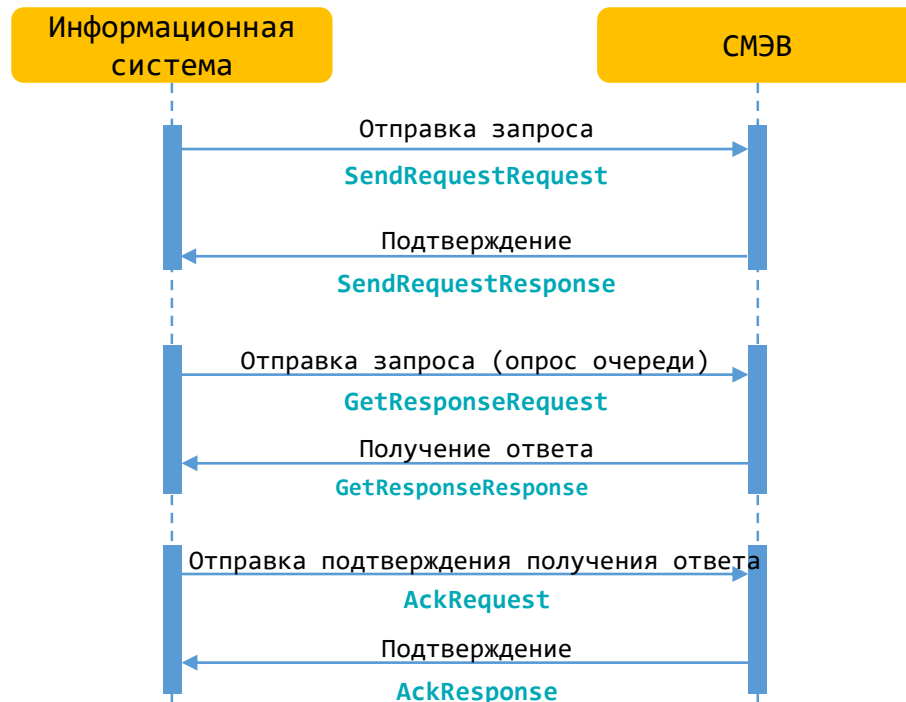 Информационная
система
СМЭВ
Отправка запроса
SendRequestRequest
Подтверждение
SendRequestResponse
Отправка запроса (опрос очереди)
GetResponseRequest
Получение ответа
GetResponseResponse
Отправка подтверждения получения ответа
AckRequest
Подтверждение
AckResponse